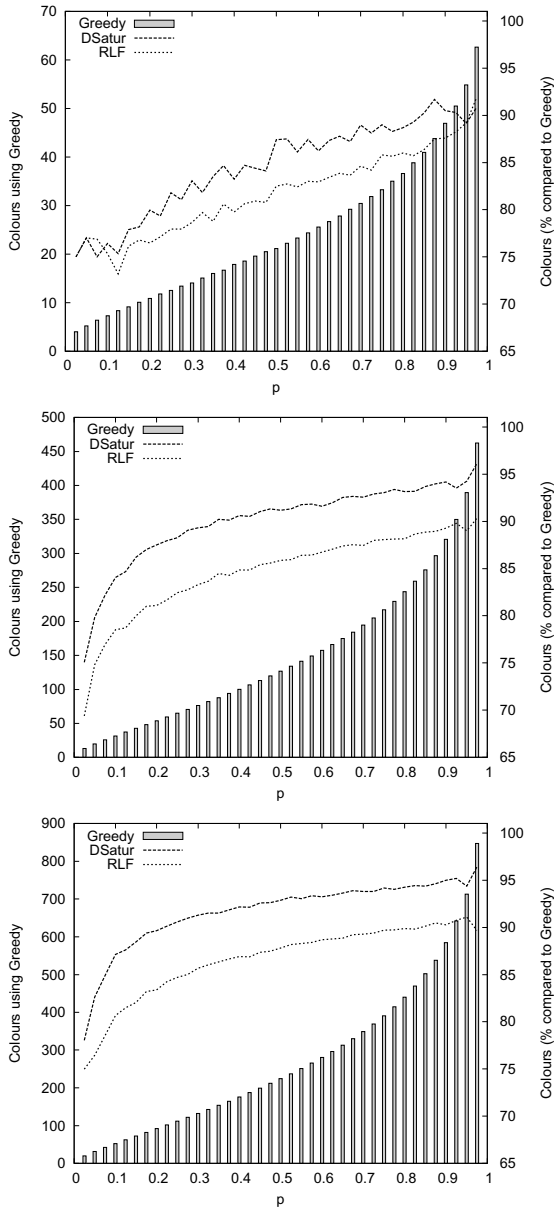 Greedy
DSatur
RLF
70
60
50
40
30
20
10
0
100
95
90
85
80
75
70
65
0 0.1 0.2 0.3 0.4 0.5 0.6 0.7 0.8 0.9 1
Colours using Greedy
Colours (% compared to Greedy)
p
Greedy
DSatur
RLF
500
450
400
350
300
250
200
150
100
50
0
100
95
90
85
80
75
70
65
0 0.1 0.2 0.3 0.4 0.5 0.6 0.7 0.8 0.9 1
Colours using Greedy
Colours (% compared to Greedy)
p
Greedy
DSatur
RLF
900
800
700
600
500
400
300
200
100
0
100
95
90
85
80
75
70
65
0 0.1 0.2 0.3 0.4 0.5 0.6 0.7 0.8 0.9 1
Colours using Greedy
Colours (% compared to Greedy)
p